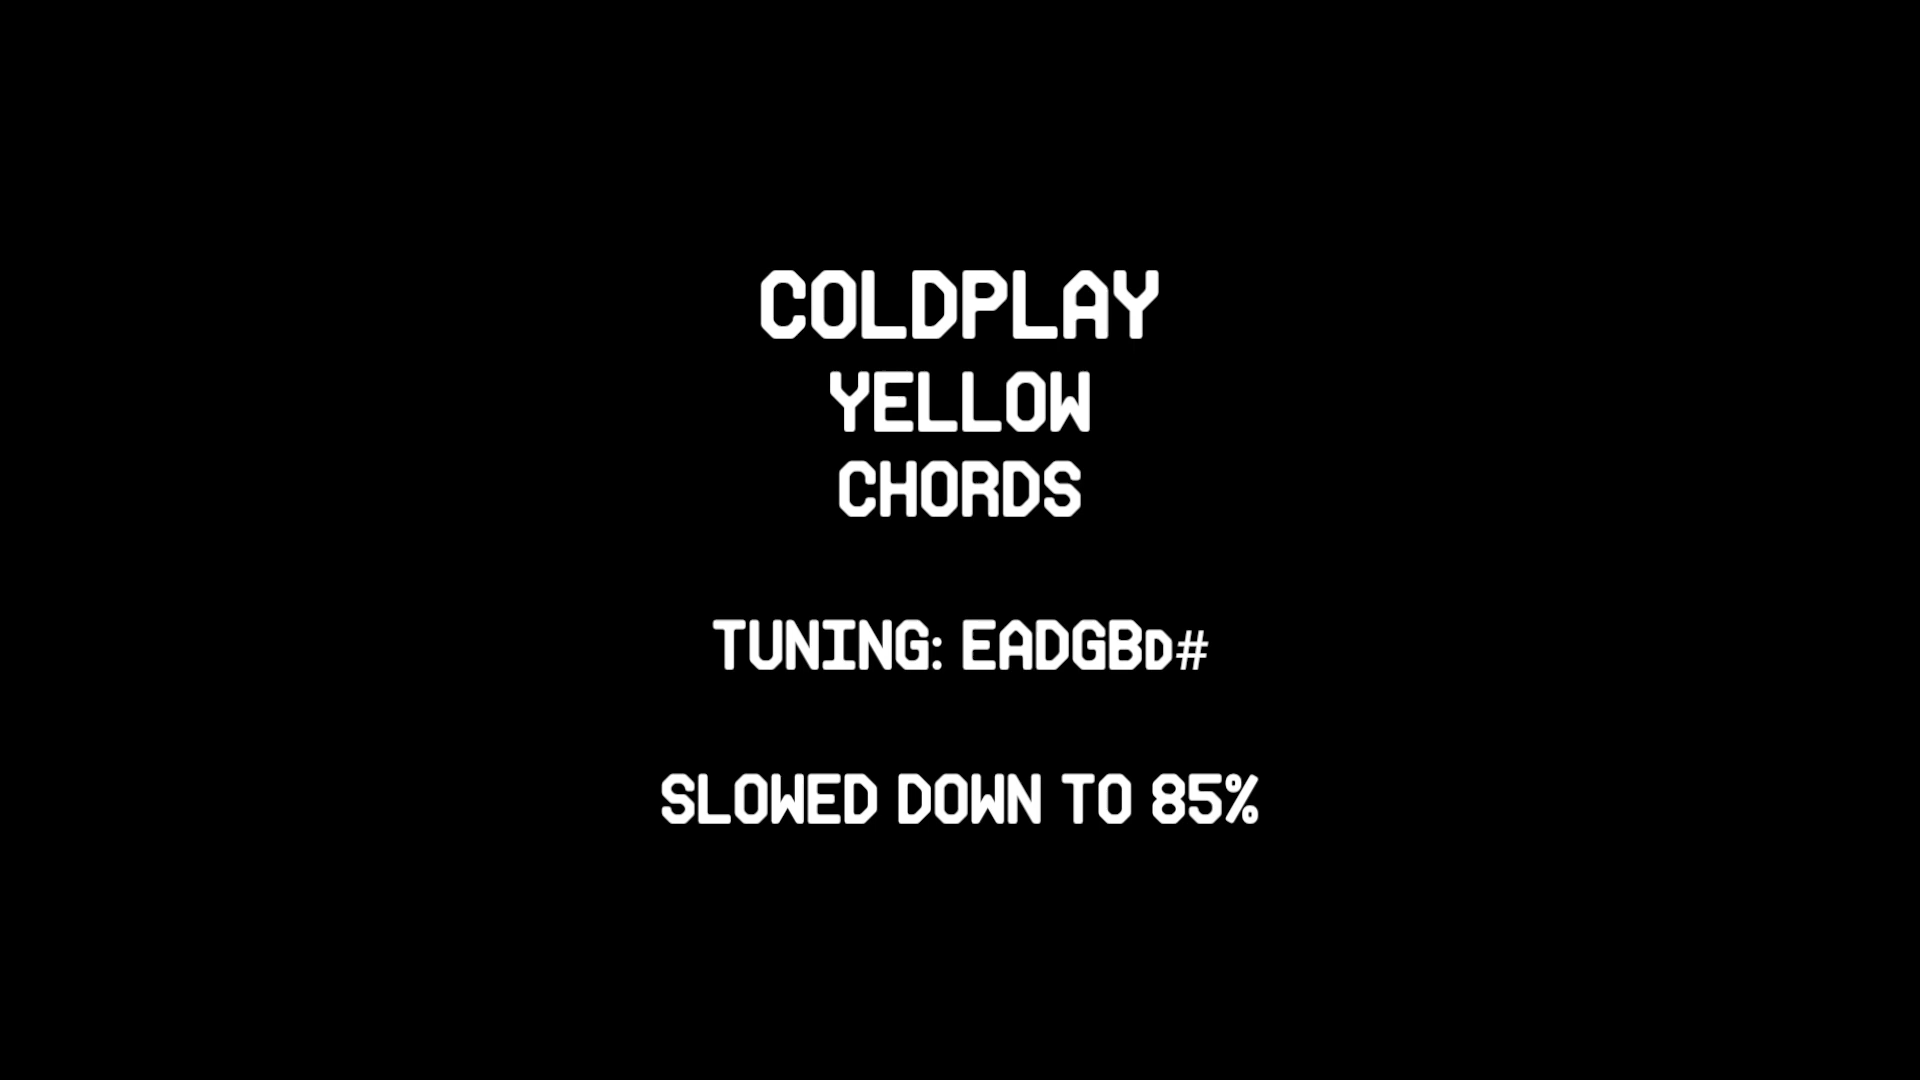 COLDPLAY
YELLOW
CHORDS
TUNING: EADGBD#
SLOWED DOWN TO 85%